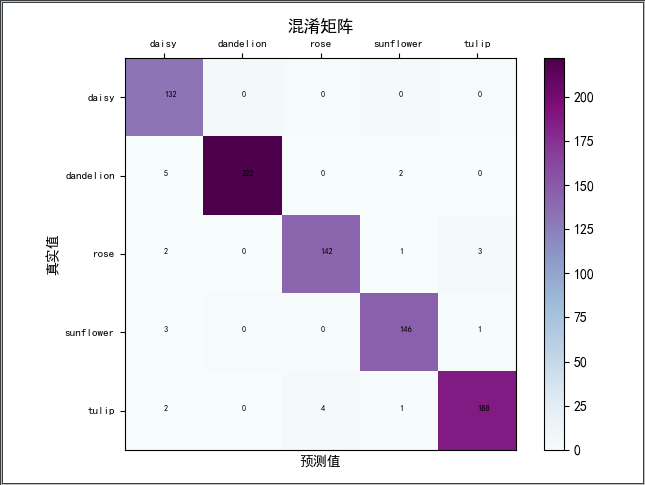 混淆矩阵
daisy dandelion rose sunflower tulip
daisy 132 0 0 0 0
dandelion 5 222 0 2 0
rose 2 0 142 1 3
sunflower 3 0 0 146 1
tulip 2 0 4 1 188
真实值
预测值
200
175
150
125
100
75
50
25
0